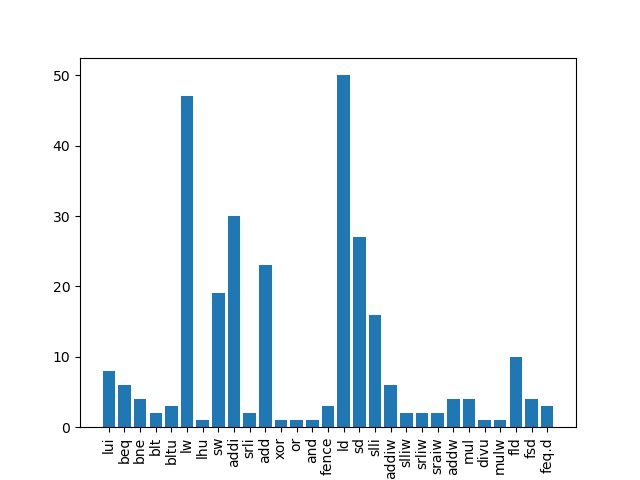 50
40
30
20
10
0
lui
beq
bne
blt
bltu
lw
lhu
sw
addi
srli
add
xor
or
and
fence
ld
sd
slli
addiw
slliw
srliw
sraiw
addw
mul
divu
mulw
fld
fsd
feq.d